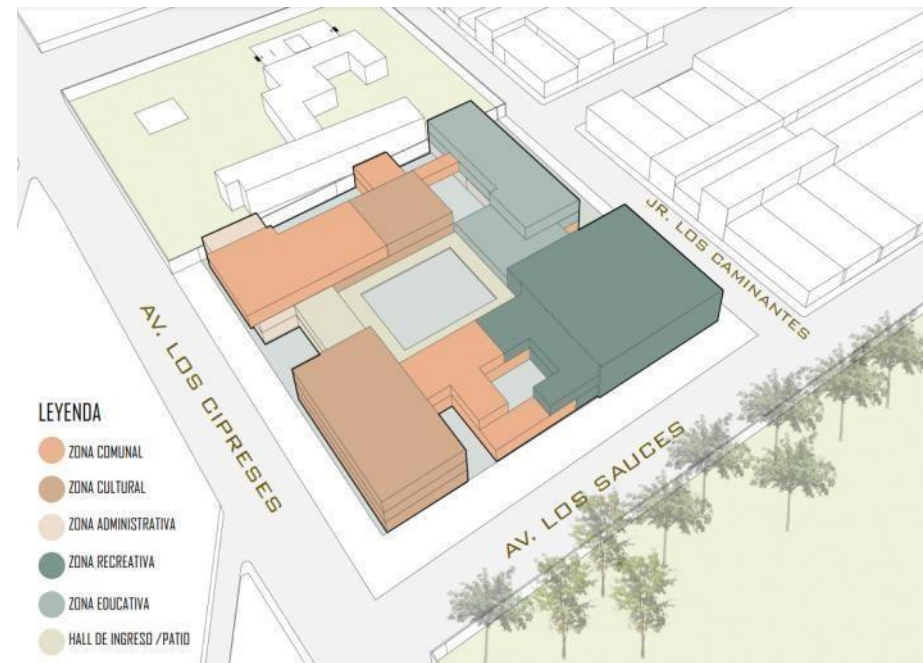 JR. LOS CAMINANTES
AV. LOS CIPRESES
AV. LOS SAUCES
LEYENDA
ZONA COMUNAL
ZONA CULTURAL
ZONA ADMINISTRATIVA
ZONA RECREATIVA
ZONA EDUCATIVA
HALL DE INGRESO /PATIO